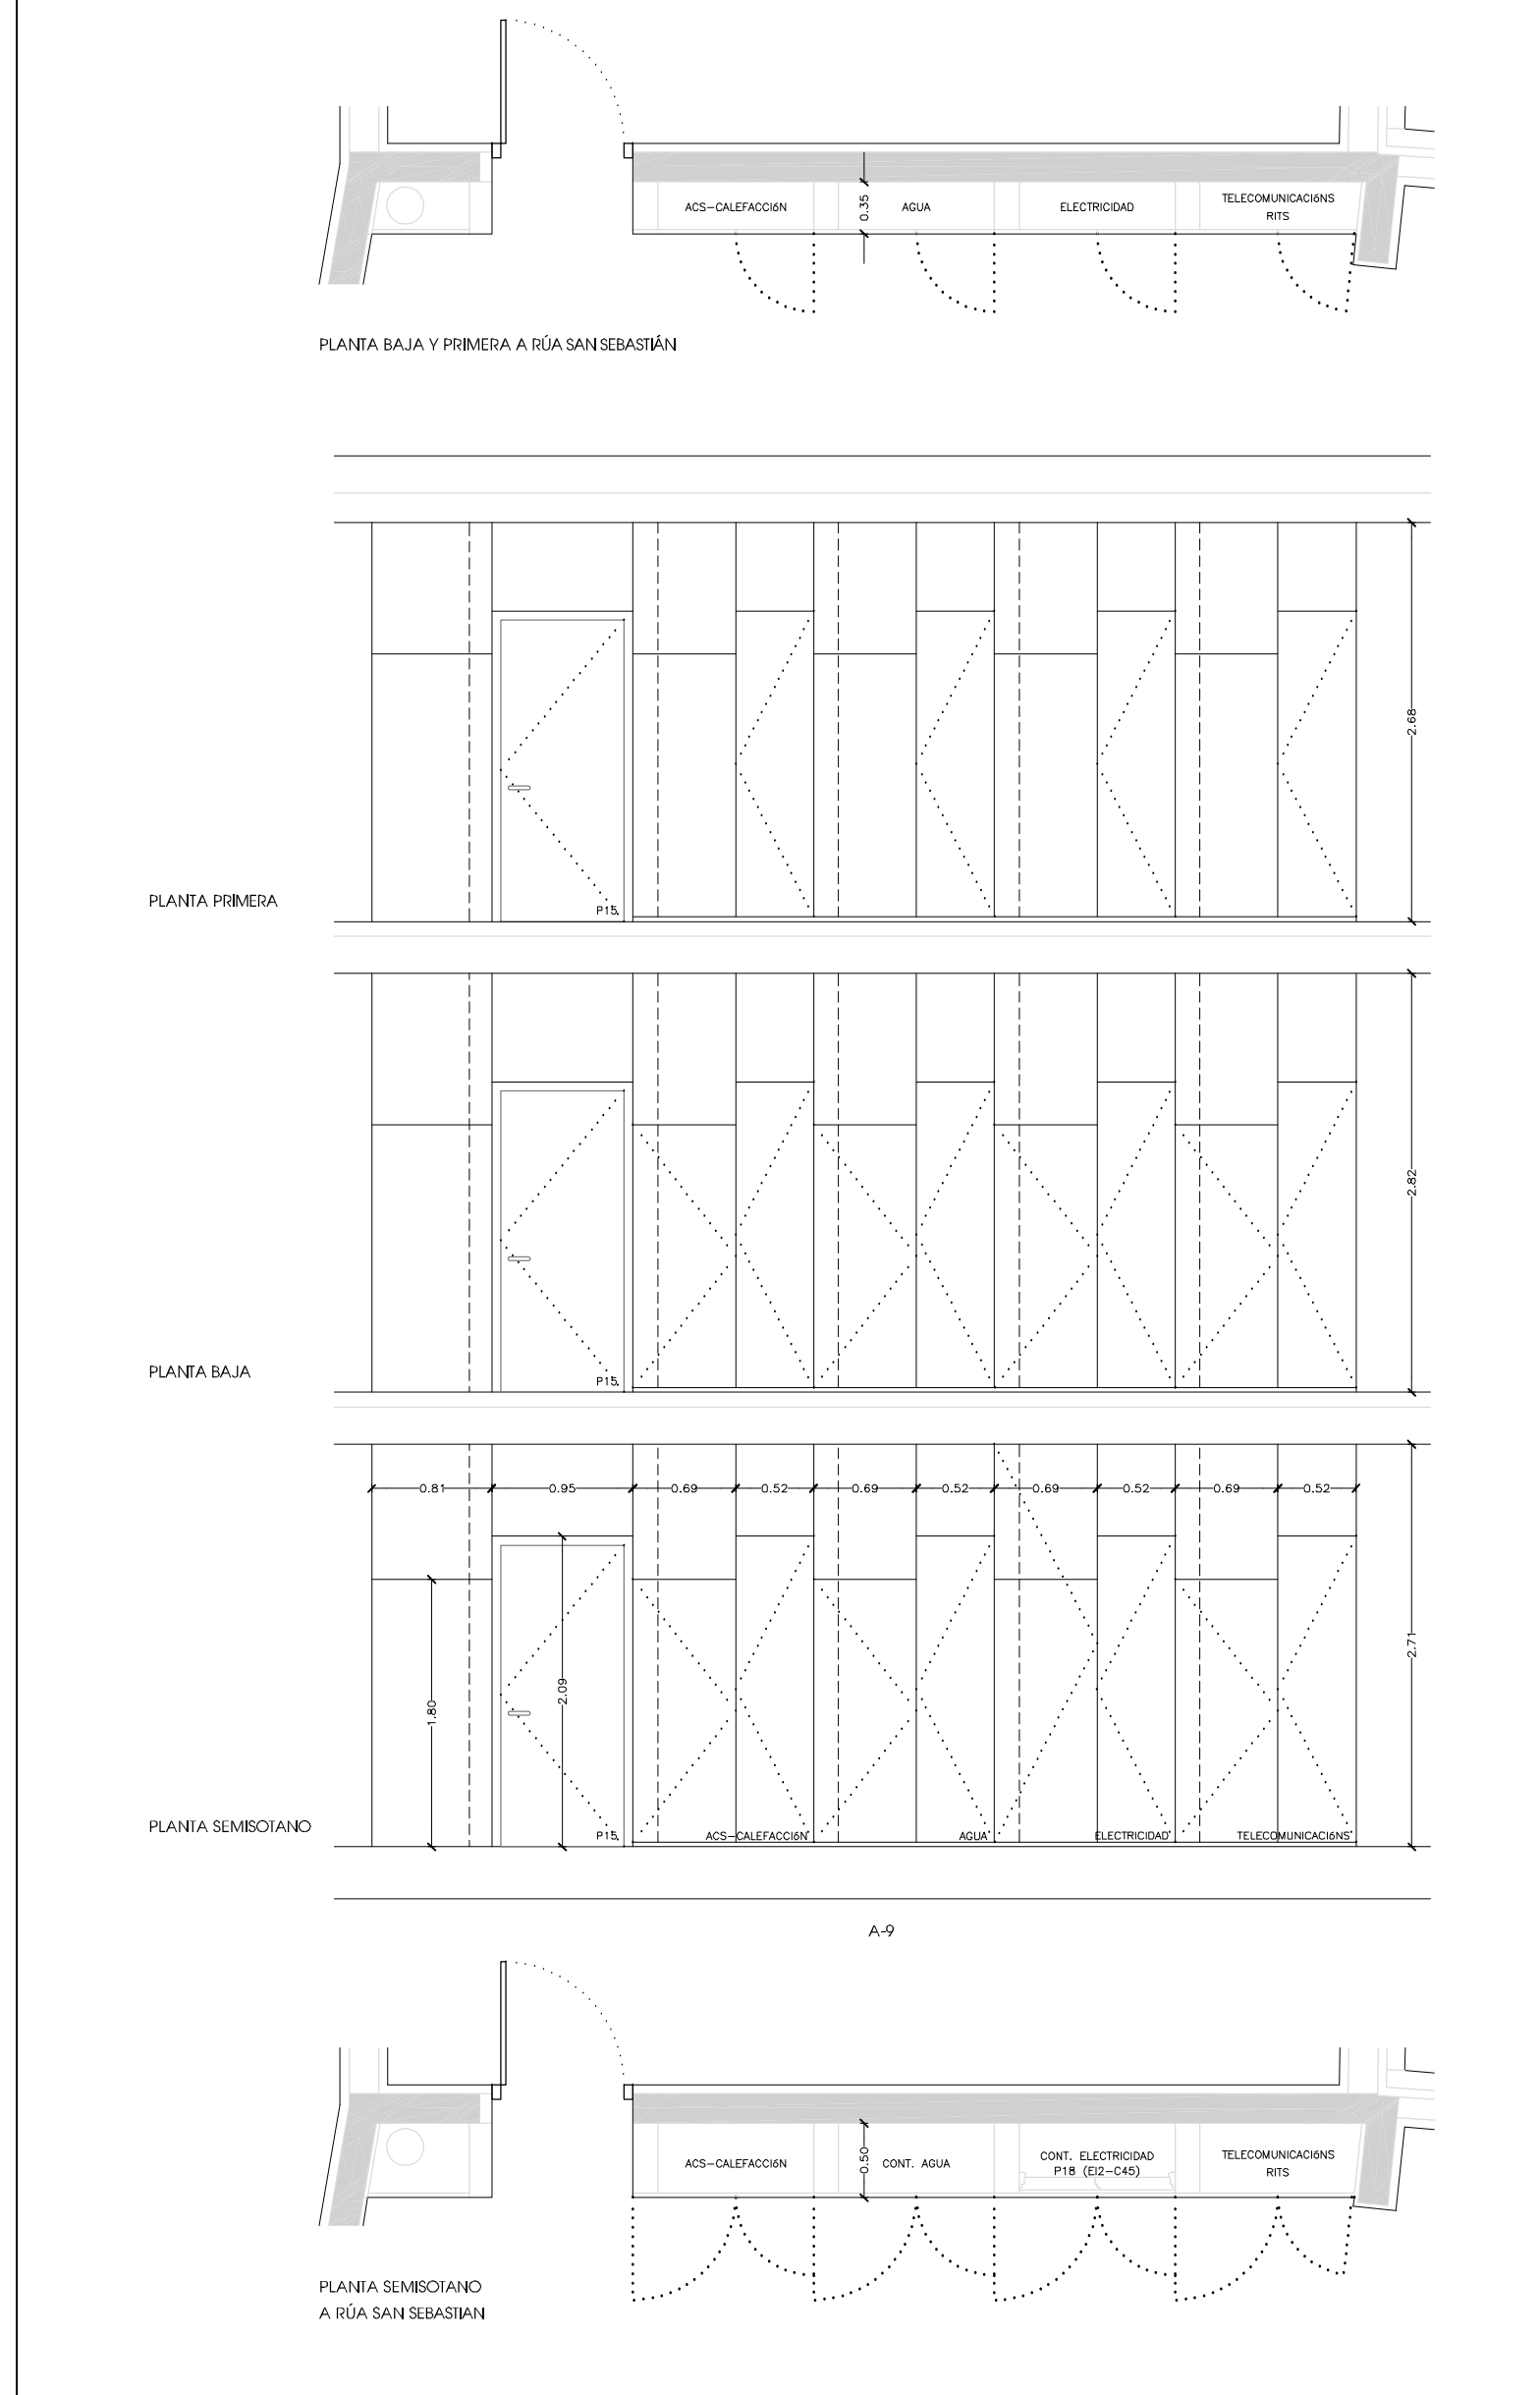 ACS-CALEFACCIóN
0.35
AGUA
ELECTRICIDAD
TELECOMUNICACIóNS
RITS
PLANTA BAJA Y PRIMERA A RÚA SAN SEBASTIÁN
2.68
PLANTA PRIMERA
P15
2.82
PLANTA BAJA
P15
0.81
0.95
0.69
0.52
0.69
0.52
0.69
0.52
0.69
0.52
1.80
2.09
2.71
PLANTA SEMISOTANO
P15
ACS-CALEFACCIóN
AGUA
ELECTRICIDAD
TELECOMUNICACIóNS
A-9
ACS-CALEFACCIóN
0.50
CONT. AGUA
CONT. ELECTRICIDAD
P18 (EI2-C45)
TELECOMUNICACIóNS
RITS
PLANTA SEMISOTANO
A RÚA SAN SEBASTIAN